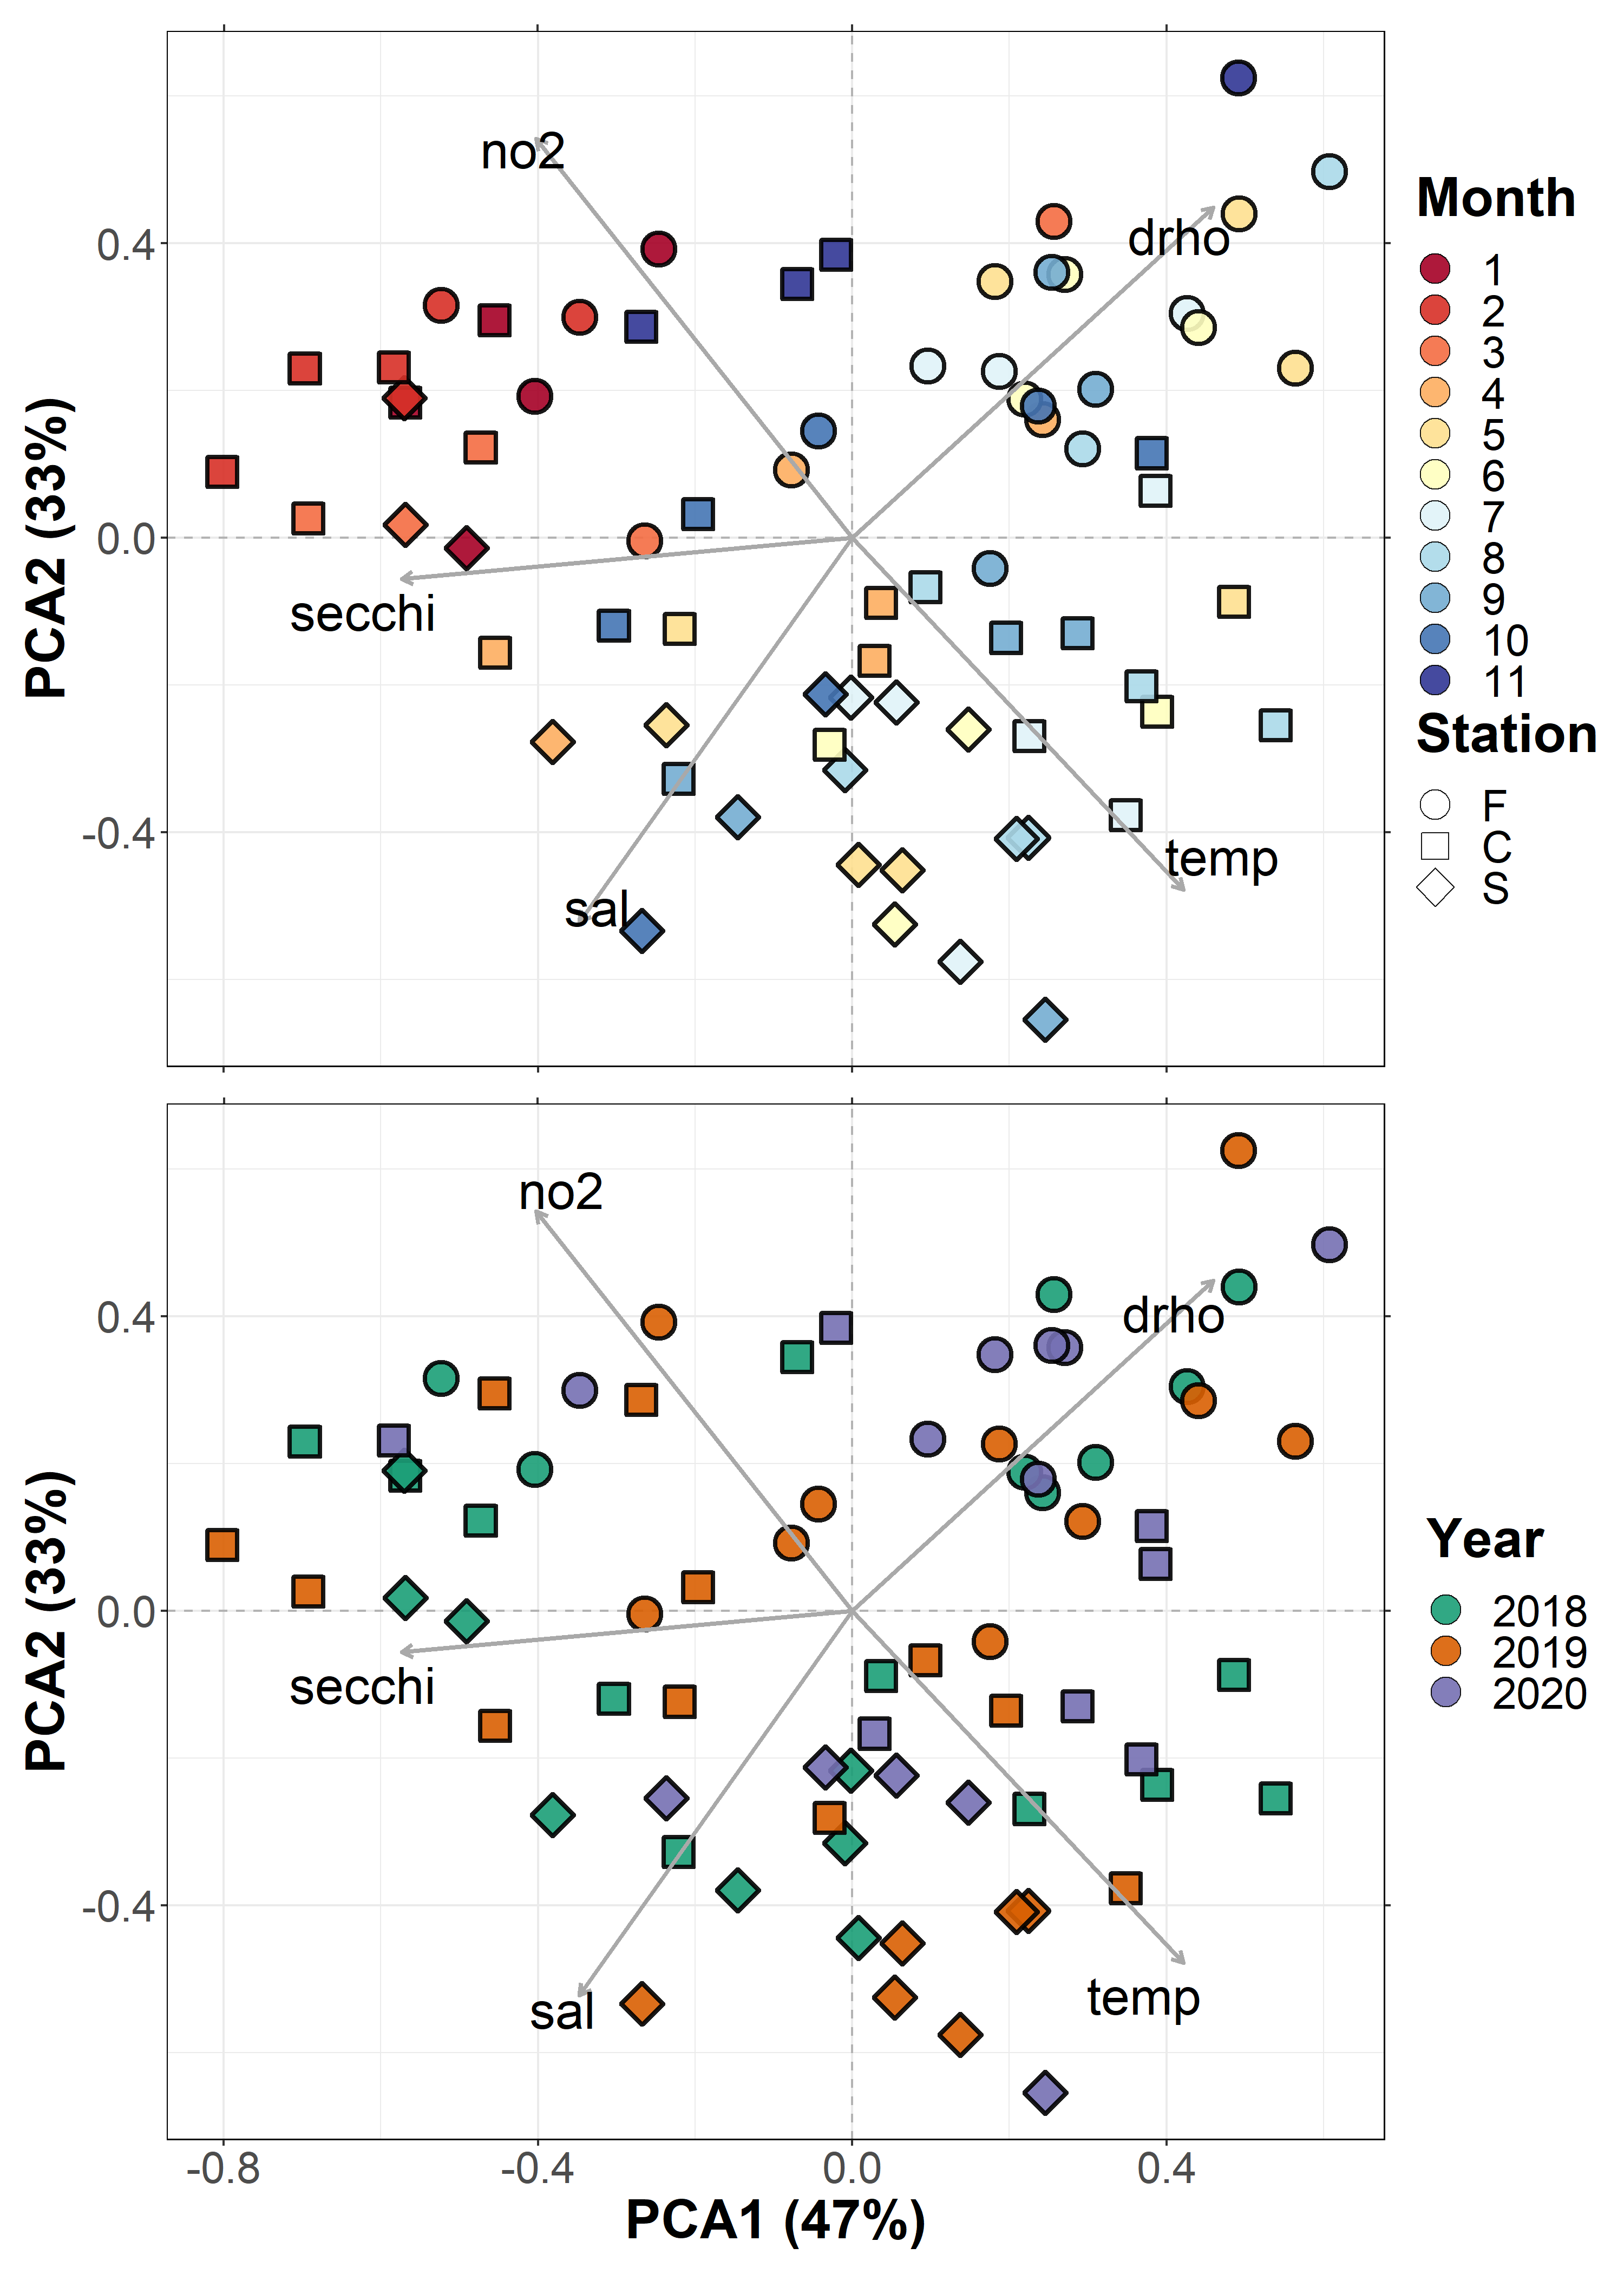 no2
drho
secchi
sal
temp
0.4
0.0
-0.4
PCA2 (33%)
Month
1
2
3
4
5
6
7
8
9
10
11
Station
F
C
S
no2
drho
secchi
sal
temp
0.4
0.0
-0.4
PCA2 (33%)
-0.8
-0.4
0.0
0.4
PCA1 (47%)
Year
2018
2019
2020